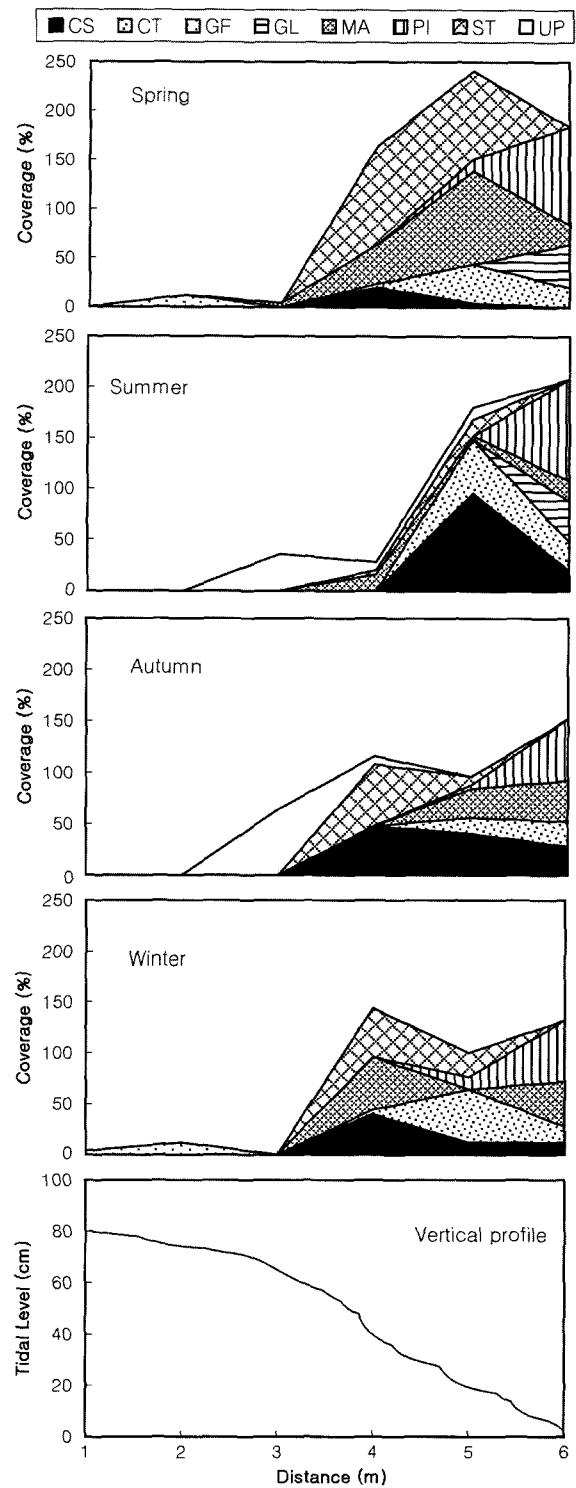 CS CT GF GL MA PI ST UP
250
200
150
100
50
0
Coverage (%)
Spring
250
200
150
100
50
0
Coverage (%)
Summer
250
200
150
100
50
0
Coverage (%)
Autumn
250
200
150
100
50
0
Coverage (%)
Winter
100
80
60
40
20
0
Tidal Level (cm)
Vertical profile
1 2 3 4 5 6
Distance (m)